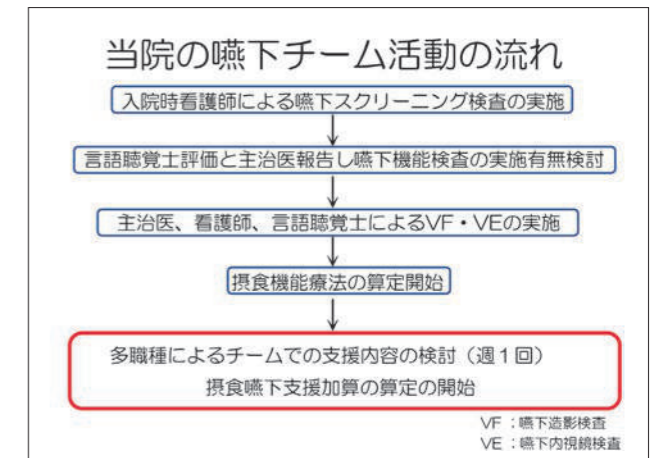 当院の嚥下チーム活動の流れ
入院時看護師による嚥下スクリーニング検査の実施
言語聴覚士評価と主治医報告し嚥下機能検査の実施有無検討
主治医、看護師、言語聴覚士によるVF・VEの実施
摂食機能療法の算定開始
多職種によるチームでの支援内容の検討（週1回）
摂食嚥下支援加算の算定の開始
VF：嚥下造影検査
VE：嚥下内視鏡検査